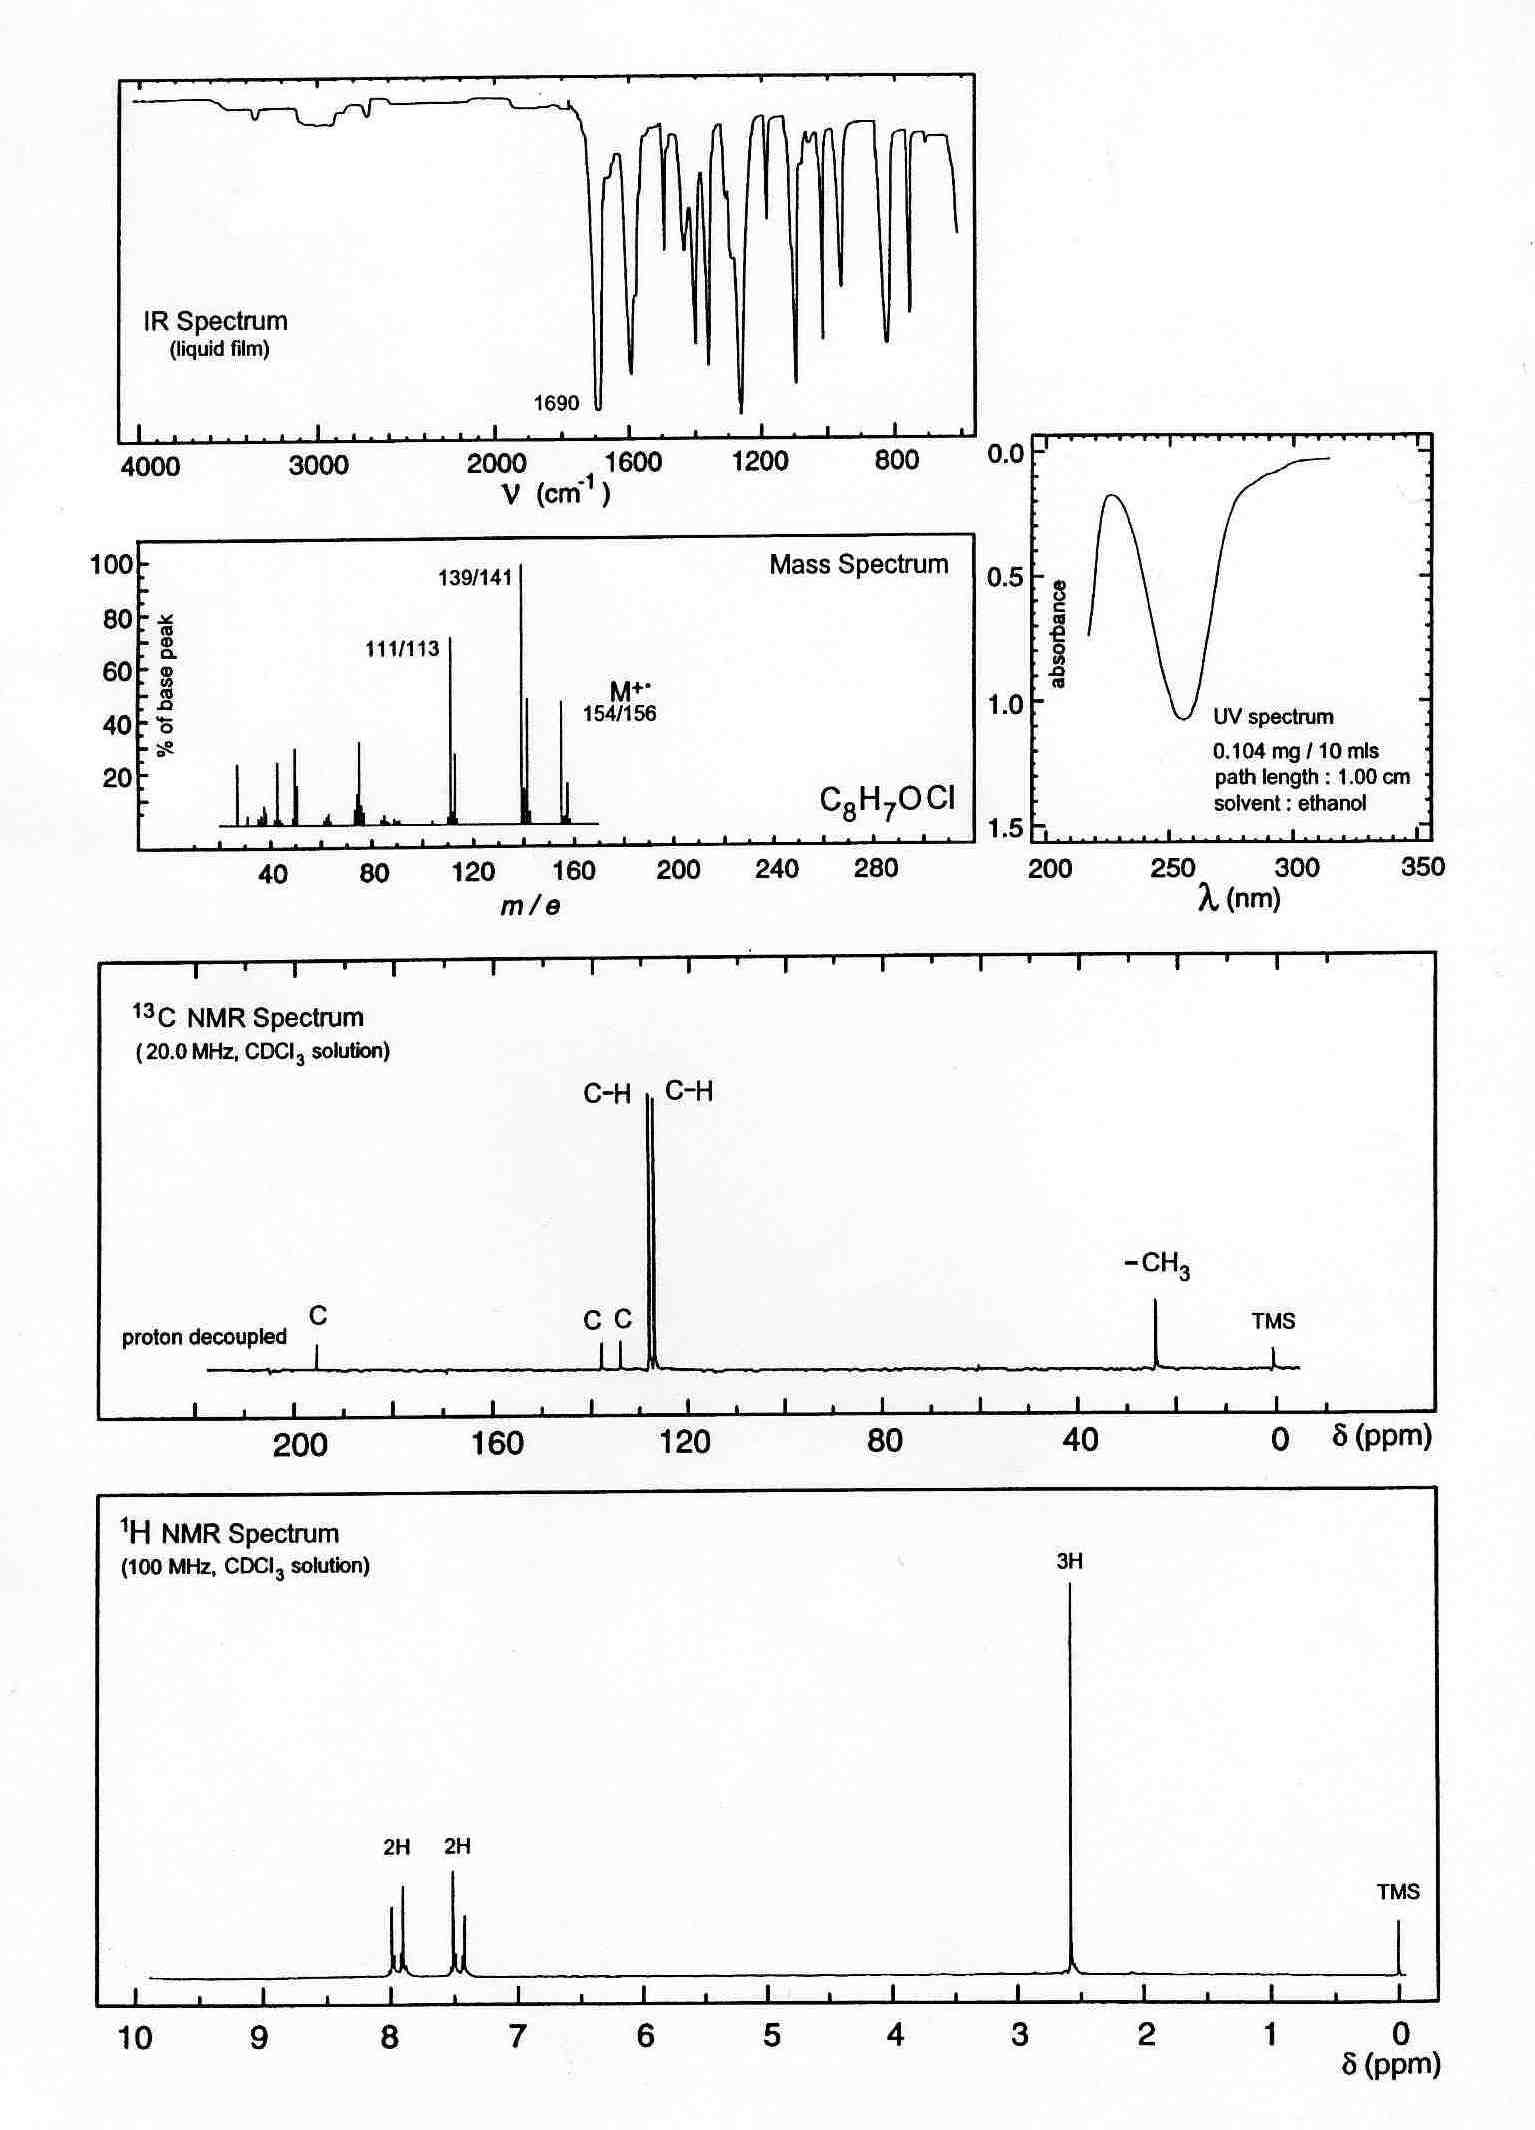 IR Spectrum
(liquid film)
1690
4000 3000 2000 1600 1200 800
ν (cm⁻¹)
0.0
0.5
1.0
1.5
absorbance
UV spectrum
0.104 mg / 10 mls
path length : 1.00 cm
solvent : ethanol
200 250 300 350
λ (nm)
100
80
60
40
20
% of base peak
Mass Spectrum
139/141
111/113
M⁺·
154/156
C₈H₇OCl
40 80 120 160 200 240 280
m / e
¹³C NMR Spectrum
(20.0 MHz, CDCl₃ solution)
C–H C–H
–CH₃
C C C TMS
proton decoupled
200 160 120 80 40 0 δ (ppm)
¹H NMR Spectrum
(100 MHz, CDCl₃ solution)
3H
2H 2H
TMS
10 9 8 7 6 5 4 3 2 1 0
δ (ppm)